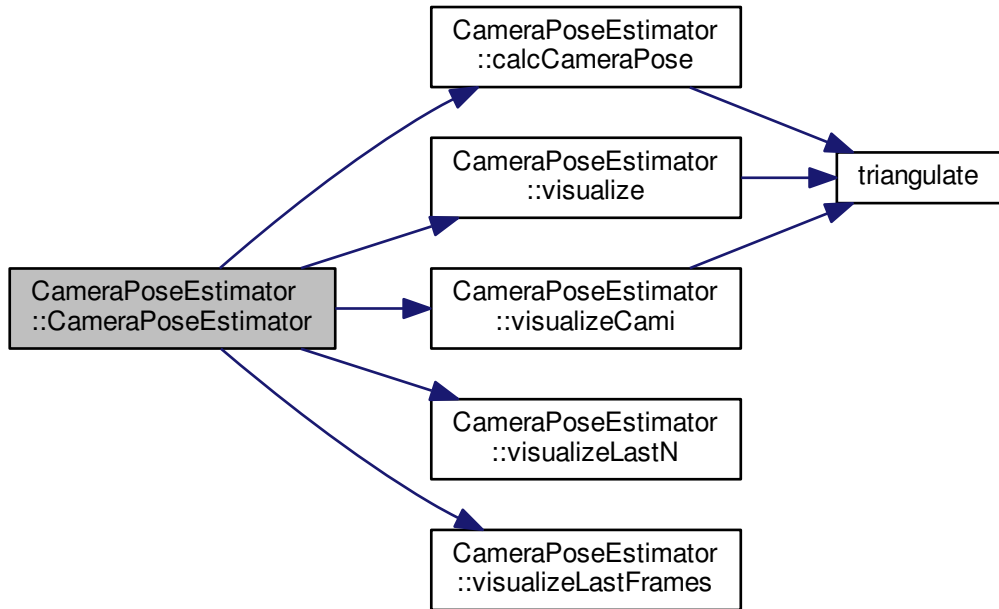 CameraPoseEstimator
::CameraPoseEstimator
CameraPoseEstimator
::calcCameraPose
CameraPoseEstimator
::visualize
CameraPoseEstimator
::visualizeCami
CameraPoseEstimator
::visualizeLastN
CameraPoseEstimator
::visualizeLastFrames
triangulate